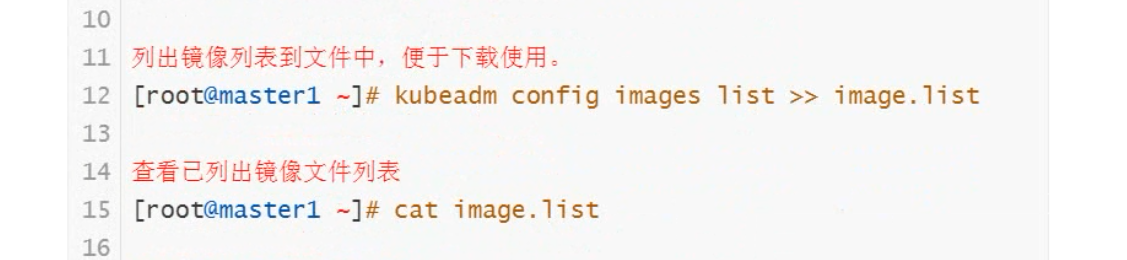 10
11 列出镜像列表到文件中，便于下载使用。
12 [root@master1 ~]# kubeadm config images list >> image.list
13
14 查看已列出镜像文件列表
15 [root@master1 ~]# cat image.list
16